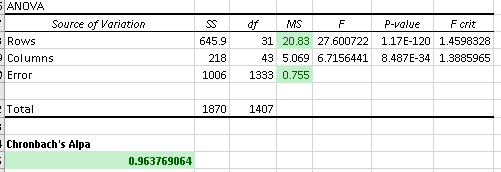 ANOVA
Source of Variation SS df MS F P-value F crit
Rows 645.9 31 20.83 27.600722 1.17E-120 1.4598328
Columns 218 43 5.069 6.7156441 8.487E-34 1.3885965
Error 1006 1333 0.755
Total 1870 1407
Chronbach's Alpa
0.963769064